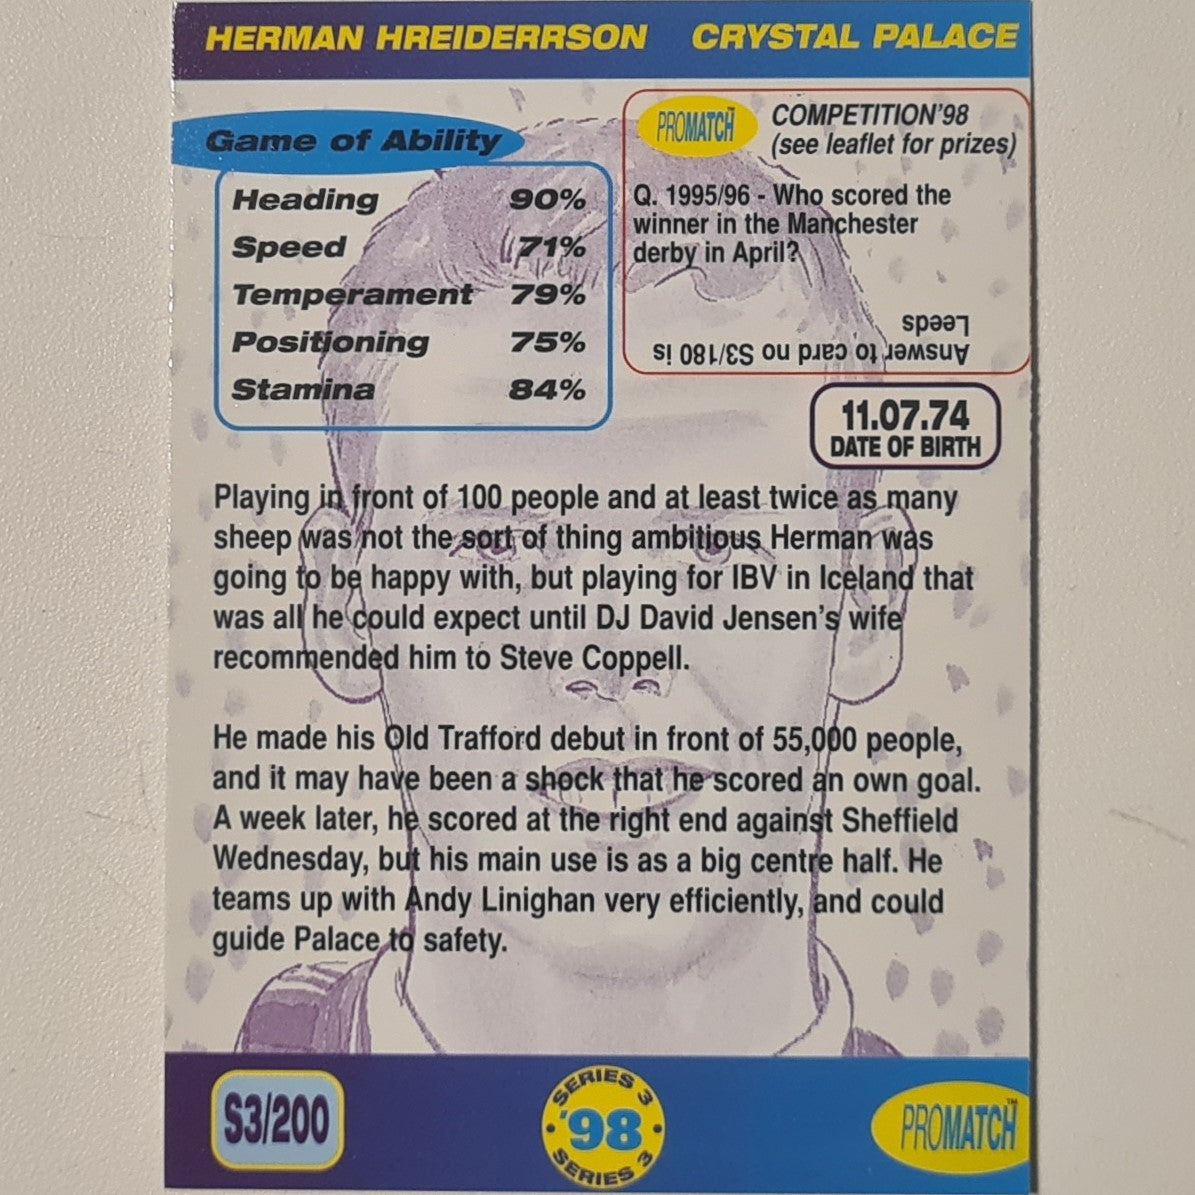 HERMAN HREIDERRSON CRYSTAL PALACE
Game of Ability
Heading 90%
Speed 71%
Temperament 79%
Positioning 75%
Stamina 84%
PROMATCH™
COMPETITION'98
(see leaflet for prizes)
Q. 1995/96 - Who scored the
winner in the Manchester
derby in April?
Answer to card no S3/180 is
Leeds
11.07.74
DATE OF BIRTH
Playing in front of 100 people and at least twice as many
sheep was not the sort of thing ambitious Herman was
going to be happy with, but playing for IBV in Iceland that
was all he could expect until DJ David Jensen's wife
recommended him to Steve Coppell.
He made his Old Trafford debut in front of 55,000 people,
and it may have been a shock that he scored an own goal.
A week later, he scored at the right end against Sheffield
Wednesday, but his main use is as a big centre half. He
teams up with Andy Linighan very efficiently, and could
guide Palace to safety.
S3/200
SERIES 3
'98
SERIES 3
PROMATCH™